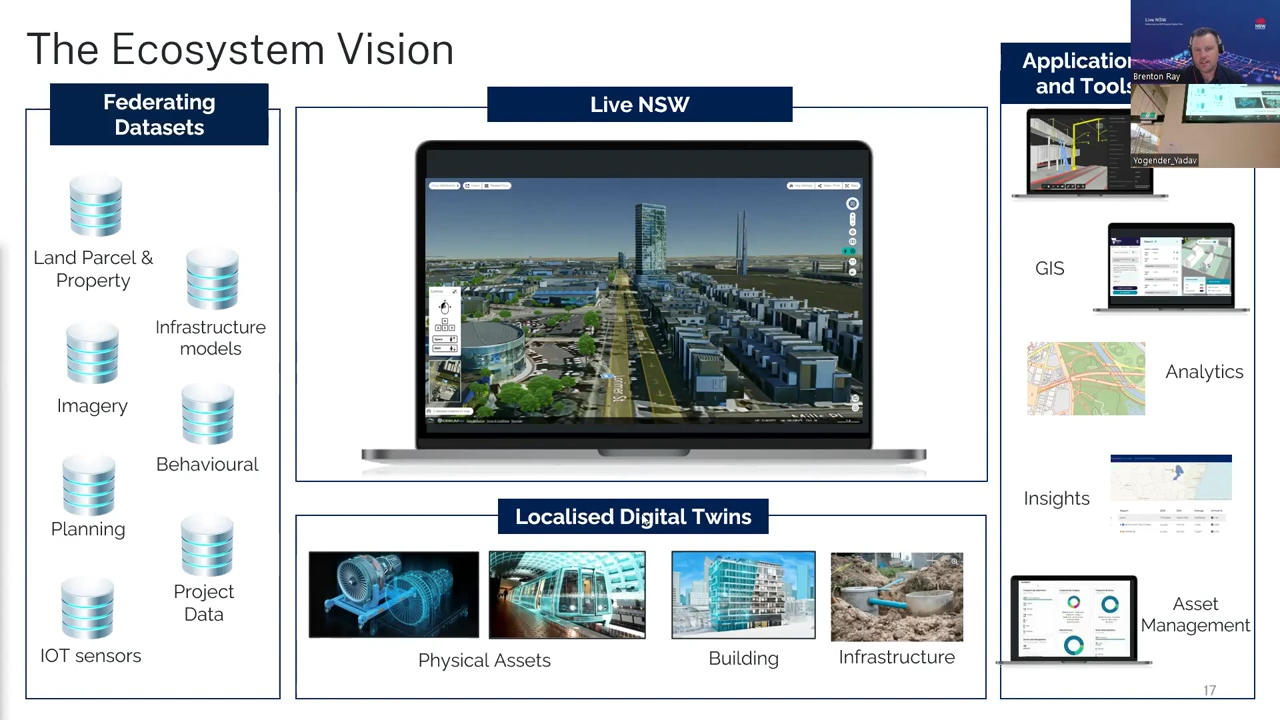 The Ecosystem Vision
Federating
Datasets
Land Parcel &
Property
Infrastructure
models
Imagery
Behavioural
Planning
Project
Data
IOT sensors
Live NSW
Localised Digital Twins
Physical Assets
Building
Infrastructure
Application
and Tools
GIS
Analytics
Insights
Asset
Management
Live NSW
Brenton Ray
Yogender_Yadav
17